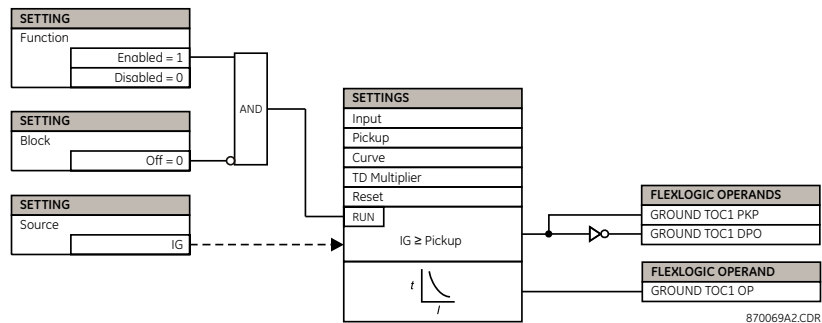 SETTING
Function
Enabled = 1
Disabled = 0
SETTING
Block
Off = 0
SETTING
Source
IG
AND
SETTINGS
Input
Pickup
Curve
TD Multiplier
Reset
RUN
IG ≥ Pickup
t
I
FLEXLOGIC OPERANDS
GROUND TOC1 PKP
GROUND TOC1 DPO
FLEXLOGIC OPERAND
GROUND TOC1 OP
870069A2.CDR